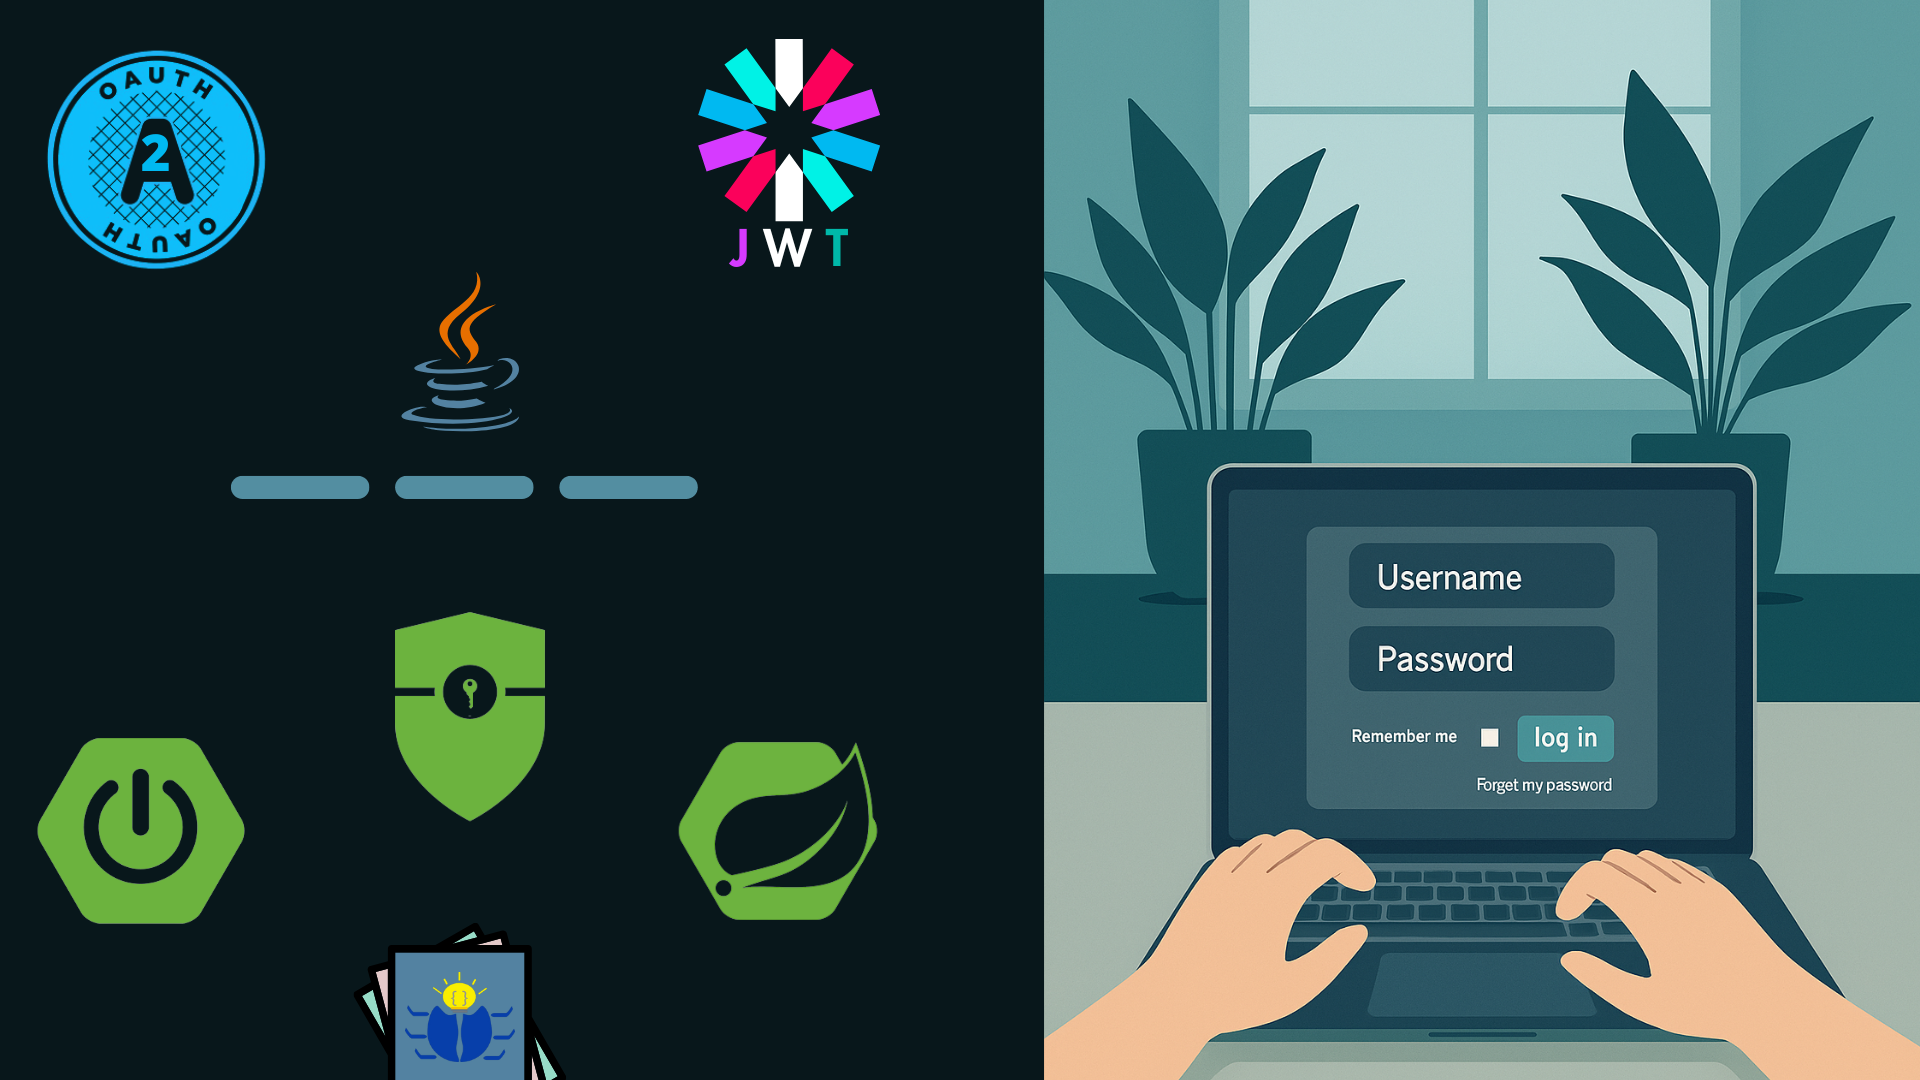 OAUTH
2
A
OAUTH
JWT
{ }
Username
Password
Remember me
log in
Forget my password